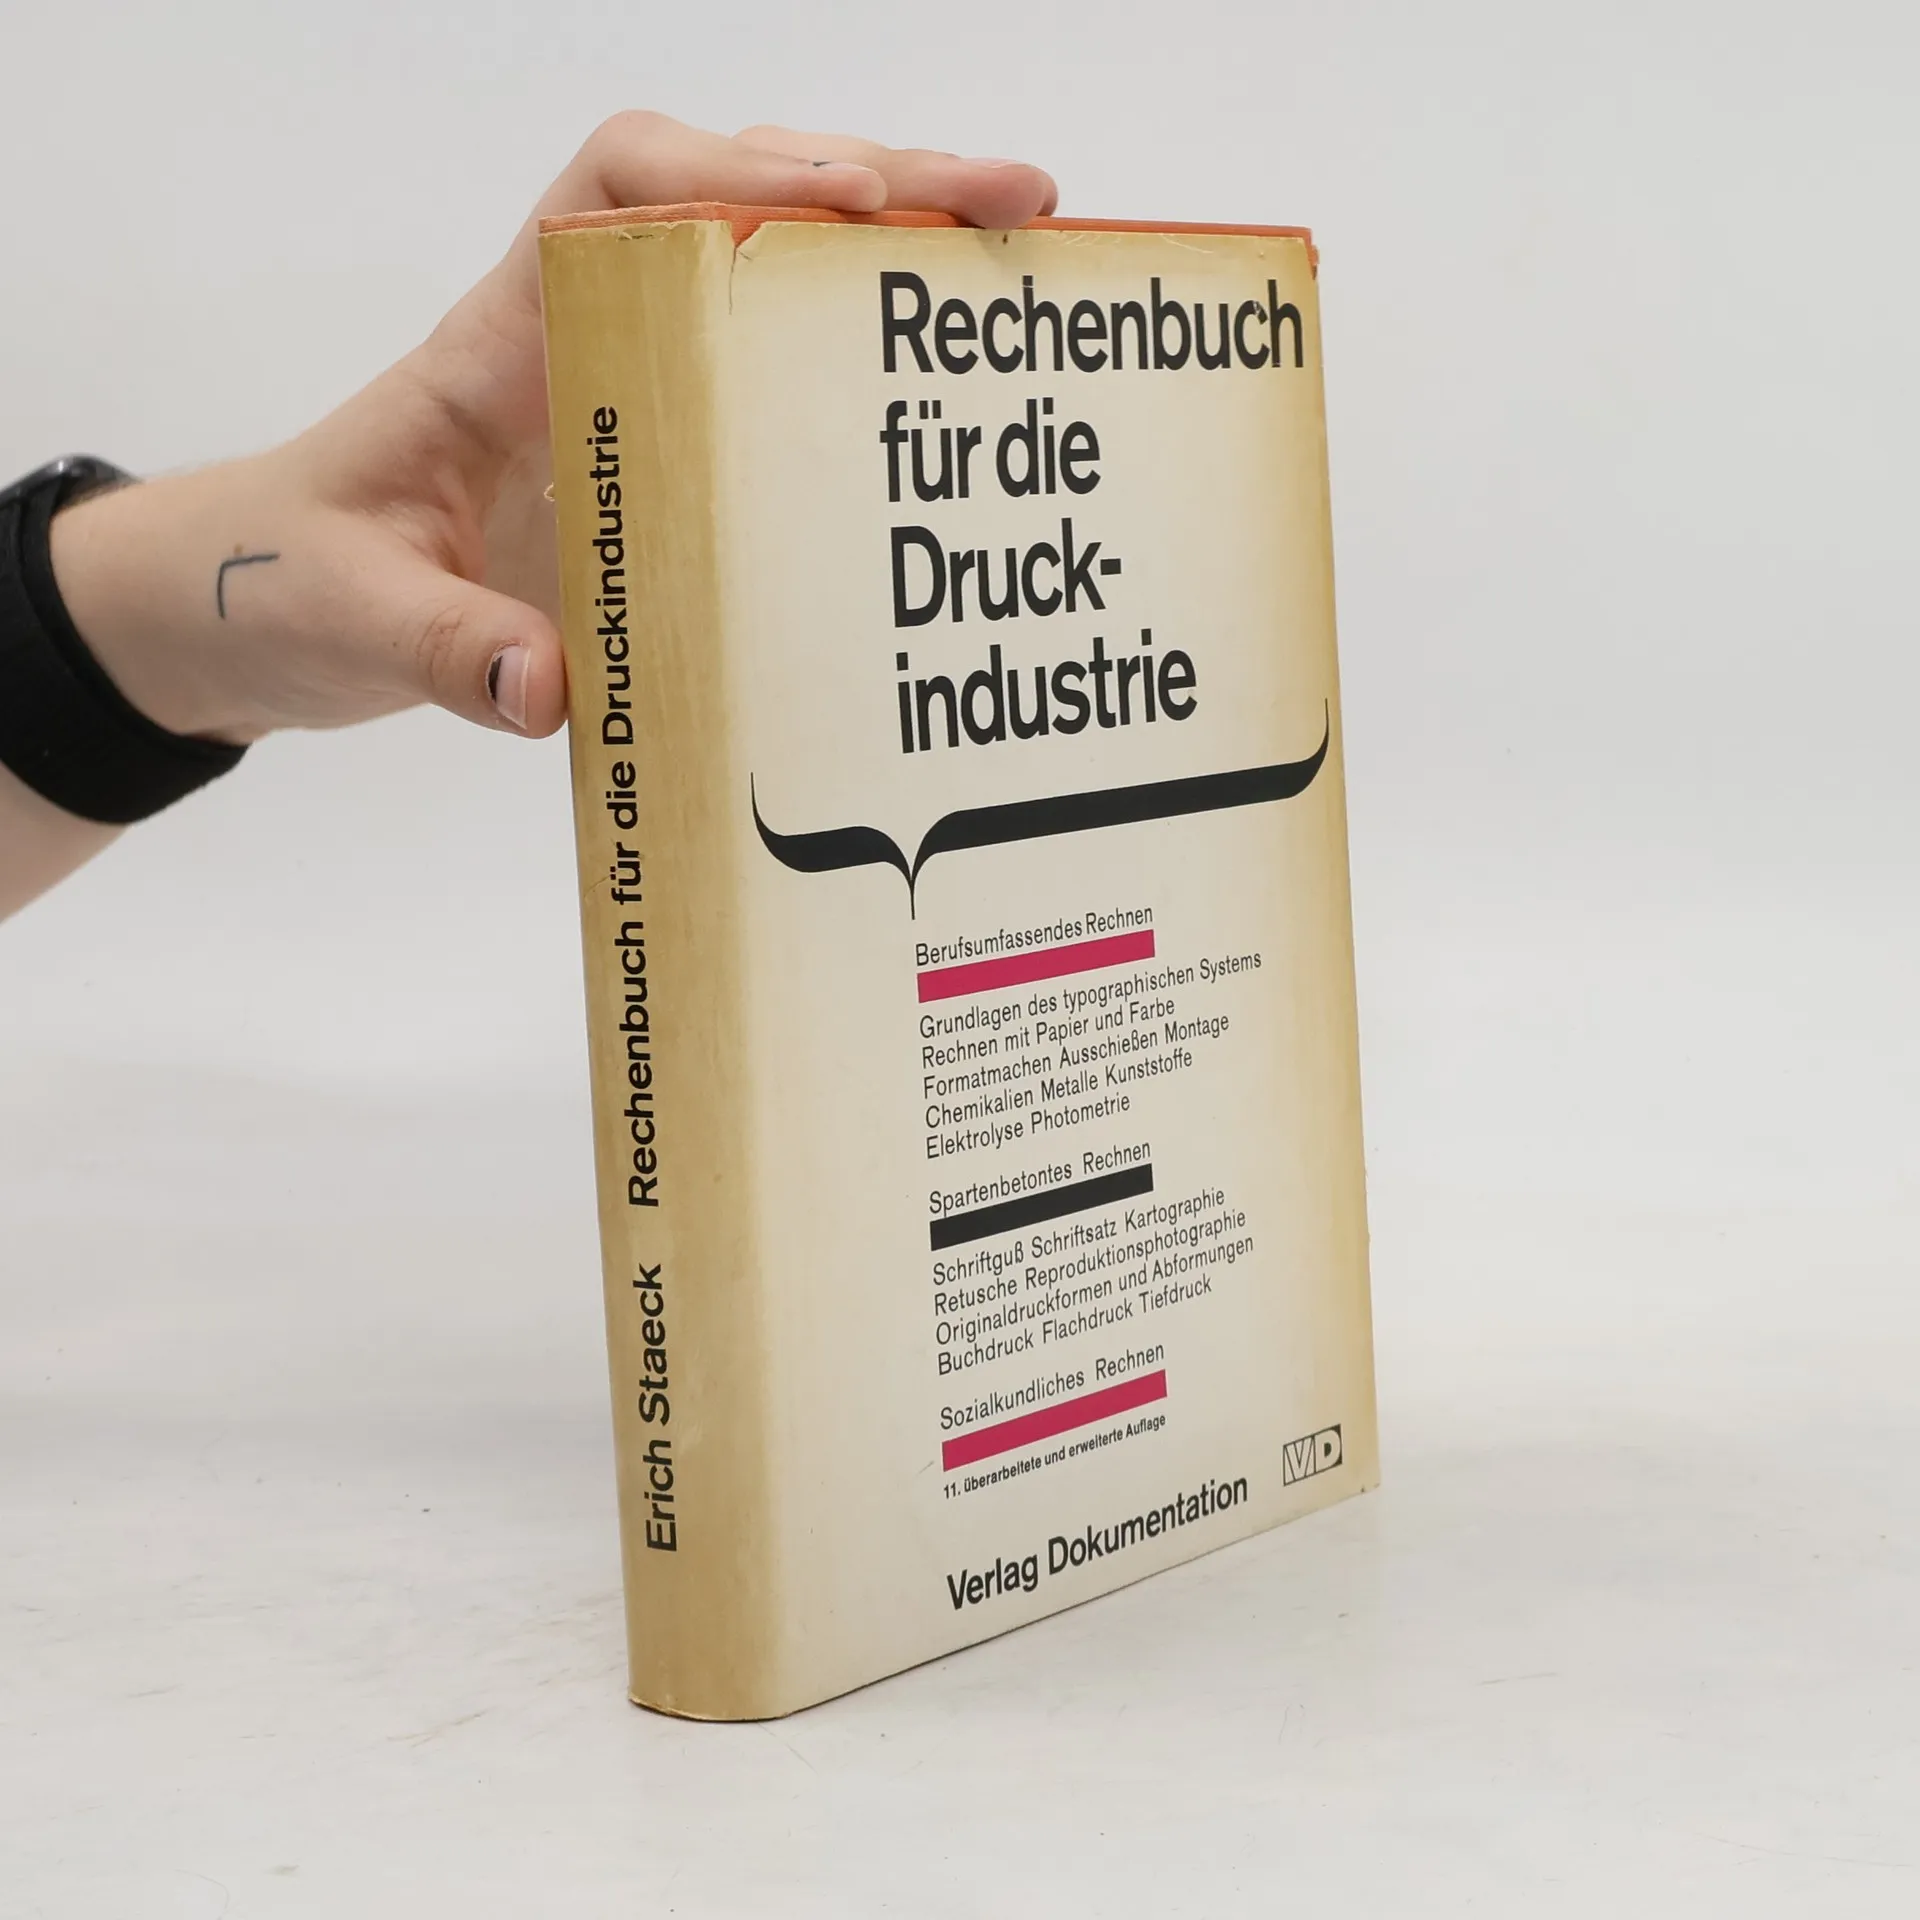 Erich Staeck Rechenbuch für die Druckindustrie
Rechenbuch
für die
Druck-
industrie
Berufsumfassendes Rechnen
Grundlagen des typographischen Systems
Rechnen mit Papier und Farbe
Formatmachen Ausschießen Montage
Chemikalien Metalle Kunststoffe
Elektrolyse Photometrie
Spartenbetontes Rechnen
Schriftguß Schriftsatz Kartographie
Retusche Reproduktionsphotographie
Originaldruckformen und Abformungen
Buchdruck Flachdruck Tiefdruck
Sozialkundliches Rechnen
11. überarbeitete und erweiterte Auflage
Verlag Dokumentation
VD